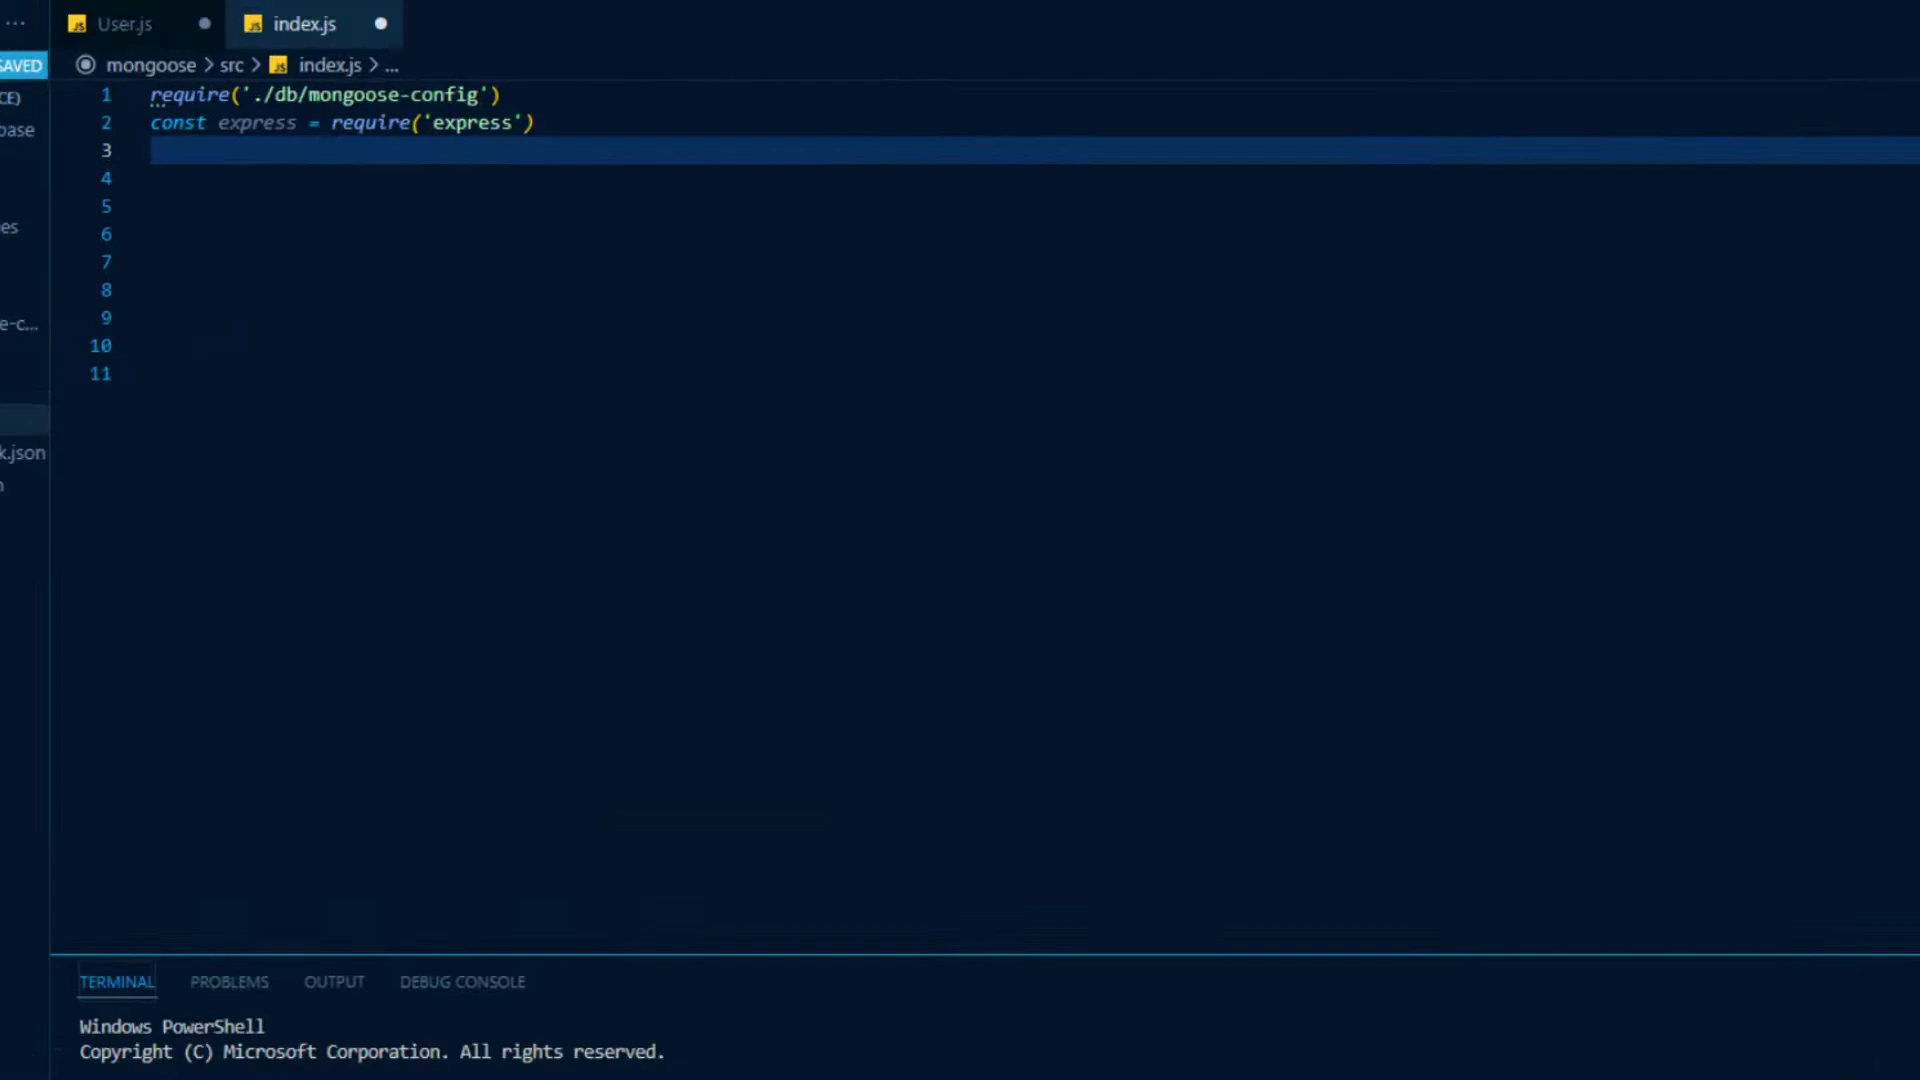 ... User.js index.js
SAVED mongoose > src > index.js > ...
CE)
base
es
e-c...
k.json
1 require('./db/mongoose-config')
2 const express = require('express')
3
4
5
6
7
8
9
10
11
TERMINAL PROBLEMS OUTPUT DEBUG CONSOLE
Windows PowerShell
Copyright (C) Microsoft Corporation. All rights reserved.